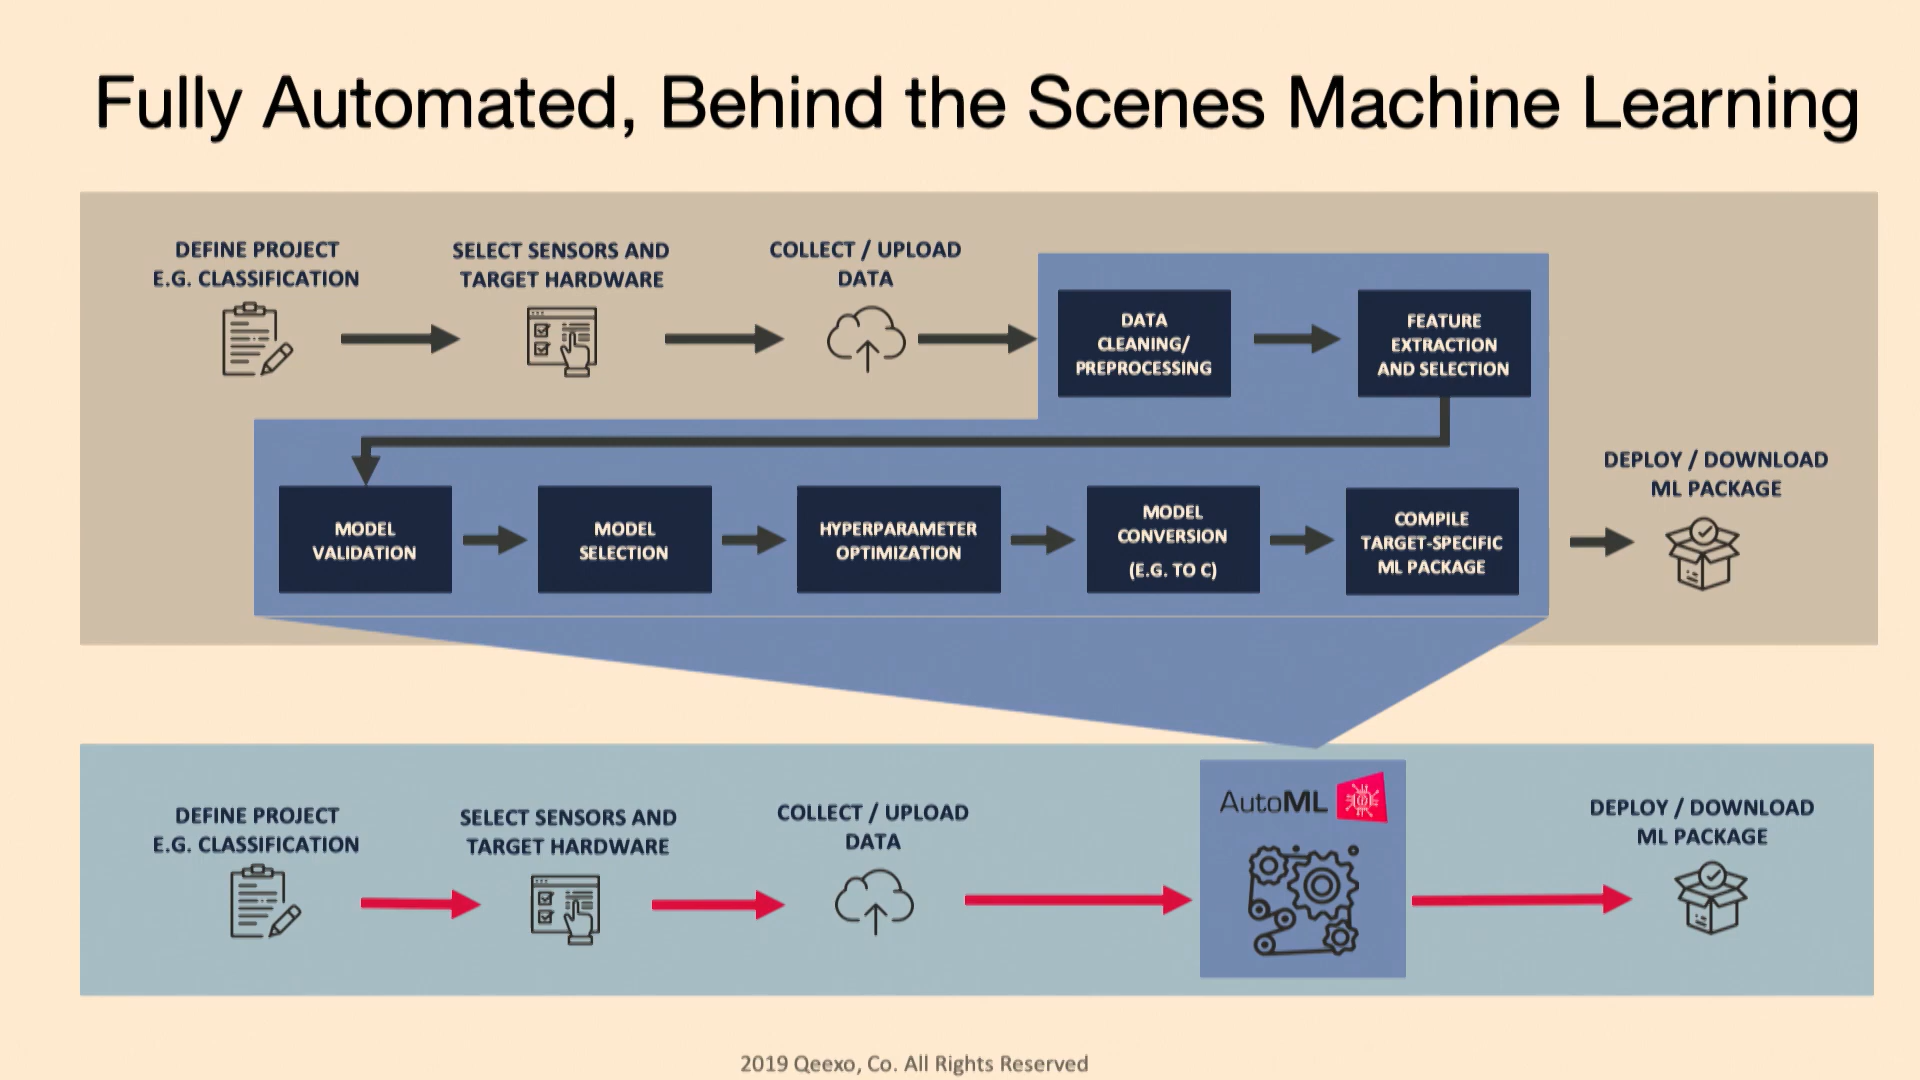 Fully Automated, Behind the Scenes Machine Learning
DEFINE PROJECT
E.G. CLASSIFICATION
SELECT SENSORS AND
TARGET HARDWARE
COLLECT / UPLOAD
DATA
DATA
CLEANING/
PREPROCESSING
FEATURE
EXTRACTION
AND SELECTION
MODEL
VALIDATION
MODEL
SELECTION
HYPERPARAMETER
OPTIMIZATION
MODEL
CONVERSION
(E.G. TO C)
COMPILE
TARGET-SPECIFIC
ML PACKAGE
DEPLOY / DOWNLOAD
ML PACKAGE
DEFINE PROJECT
E.G. CLASSIFICATION
SELECT SENSORS AND
TARGET HARDWARE
COLLECT / UPLOAD
DATA
AutoML
DEPLOY / DOWNLOAD
ML PACKAGE
2019 Qeexo, Co. All Rights Reserved